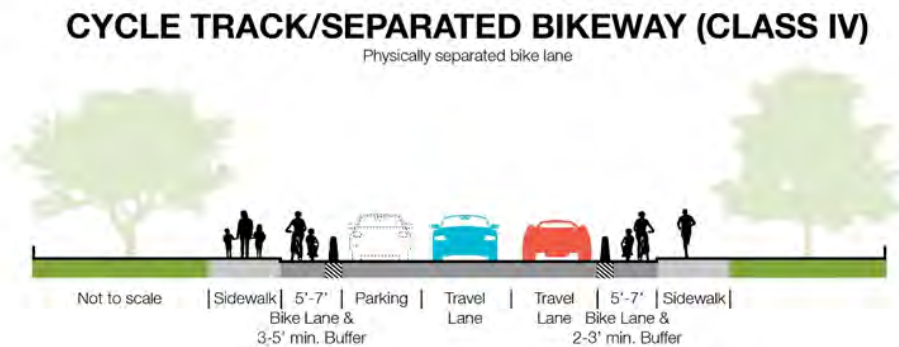 CYCLE TRACK/SEPARATED BIKEWAY (CLASS IV)
Physically separated bike lane
Not to scale
Sidewalk
5'-7'
Bike Lane &
3-5' min. Buffer
Parking
Travel
Lane
Travel
Lane
5'-7'
Bike Lane &
2-3' min. Buffer
Sidewalk